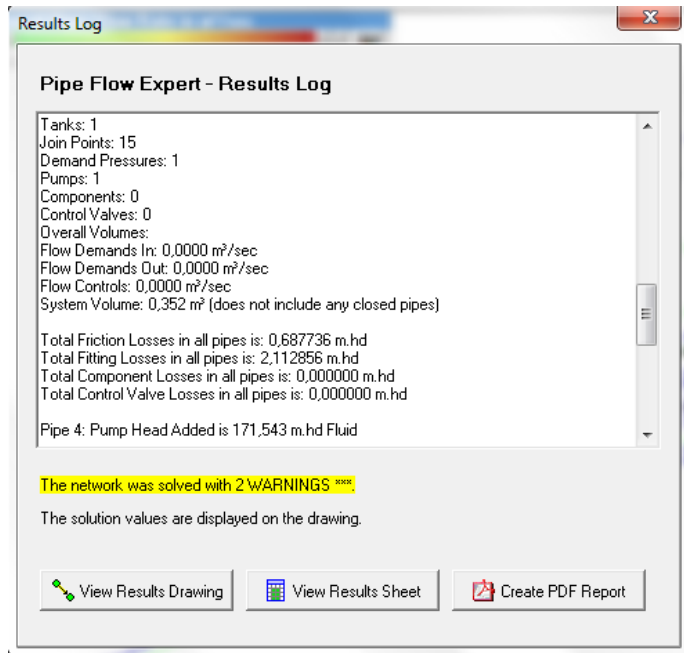 Results Log
Pipe Flow Expert - Results Log
Tanks: 1
Join Points: 15
Demand Pressures: 1
Pumps: 1
Components: 0
Control Valves: 0
Overall Volumes:
Flow Demands In: 0,0000 m³/sec
Flow Demands Out: 0,0000 m³/sec
Flow Controls: 0,0000 m³/sec
System Volume: 0,352 m³ (does not include any closed pipes)
Total Friction Losses in all pipes is: 0,687736 m.hd
Total Fitting Losses in all pipes is: 2,112856 m.hd
Total Component Losses in all pipes is: 0,000000 m.hd
Total Control Valve Losses in all pipes is: 0,000000 m.hd
Pipe 4: Pump Head Added is 171,543 m.hd Fluid
The network was solved with 2 WARNINGS ***.
The solution values are displayed on the drawing.
View Results Drawing
View Results Sheet
Create PDF Report